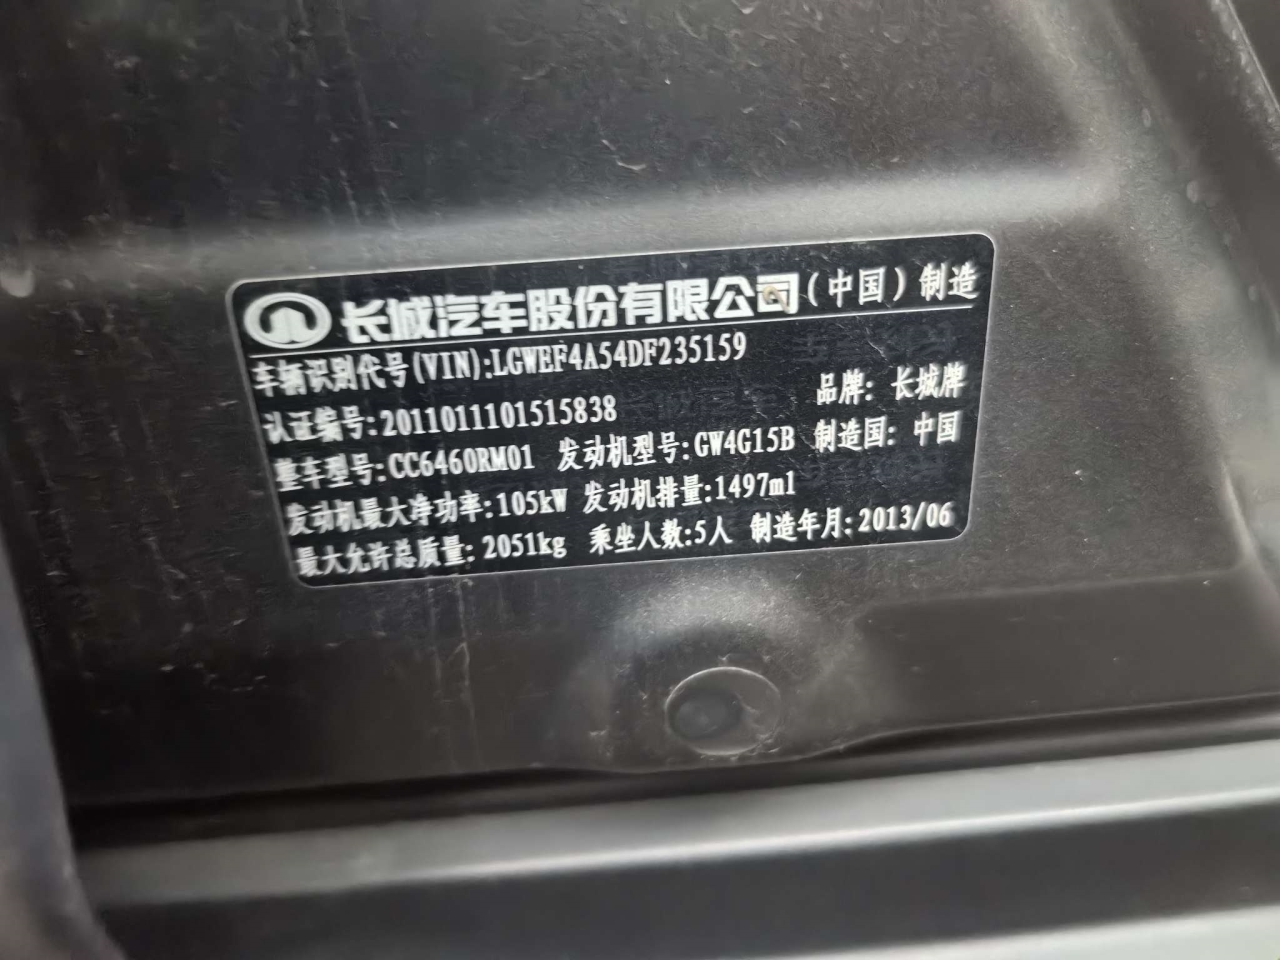 长城汽车股份有限公司(中国)制造
车辆识别代号(VIN):LGWEF4A54DF235159
认证编号:2011011101515838 品牌: 长城牌
整车型号:CC6460RM01 发动机型号:GW4G15B 制造国: 中国
发动机最大净功率:105kW 发动机排量:1497ml
最大允许总质量: 2051kg 乘坐人数:5人 制造年月:2013/06